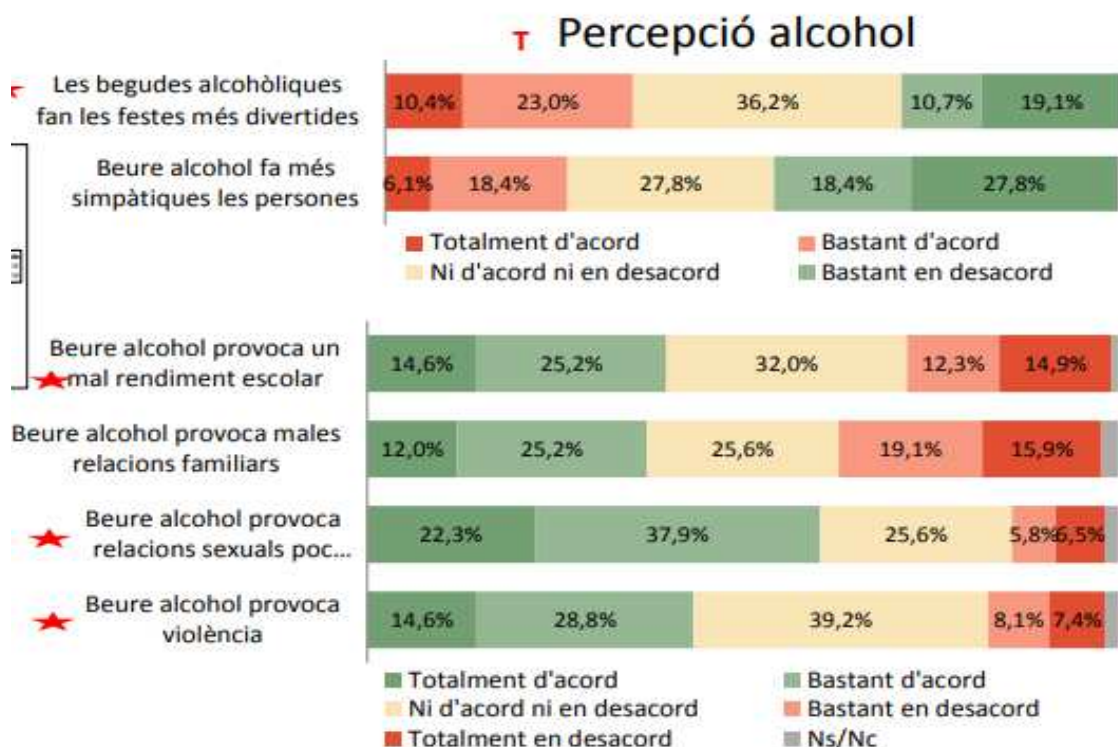 T Percepció alcohol
Les begudes alcohòliques
fan les festes més divertides
10,4% 23,0% 36,2% 10,7% 19,1%
Beure alcohol fa més
simpàtiques les persones
6,1% 18,4% 27,8% 18,4% 27,8%
Totalment d'acord Bastant d'acord
Ni d'acord ni en desacord Bastant en desacord
Beure alcohol provoca un
mal rendiment escolar
14,6% 25,2% 32,0% 12,3% 14,9%
Beure alcohol provoca males
relacions familiars
12,0% 25,2% 25,6% 19,1% 15,9%
Beure alcohol provoca
relacions sexuals poc...
22,3% 37,9% 25,6% 5,8% 6,5%
Beure alcohol provoca
violència
14,6% 28,8% 39,2% 8,1% 7,4%
Totalment d'acord Bastant d'acord
Ni d'acord ni en desacord Bastant en desacord
Totalment en desacord Ns/Nc